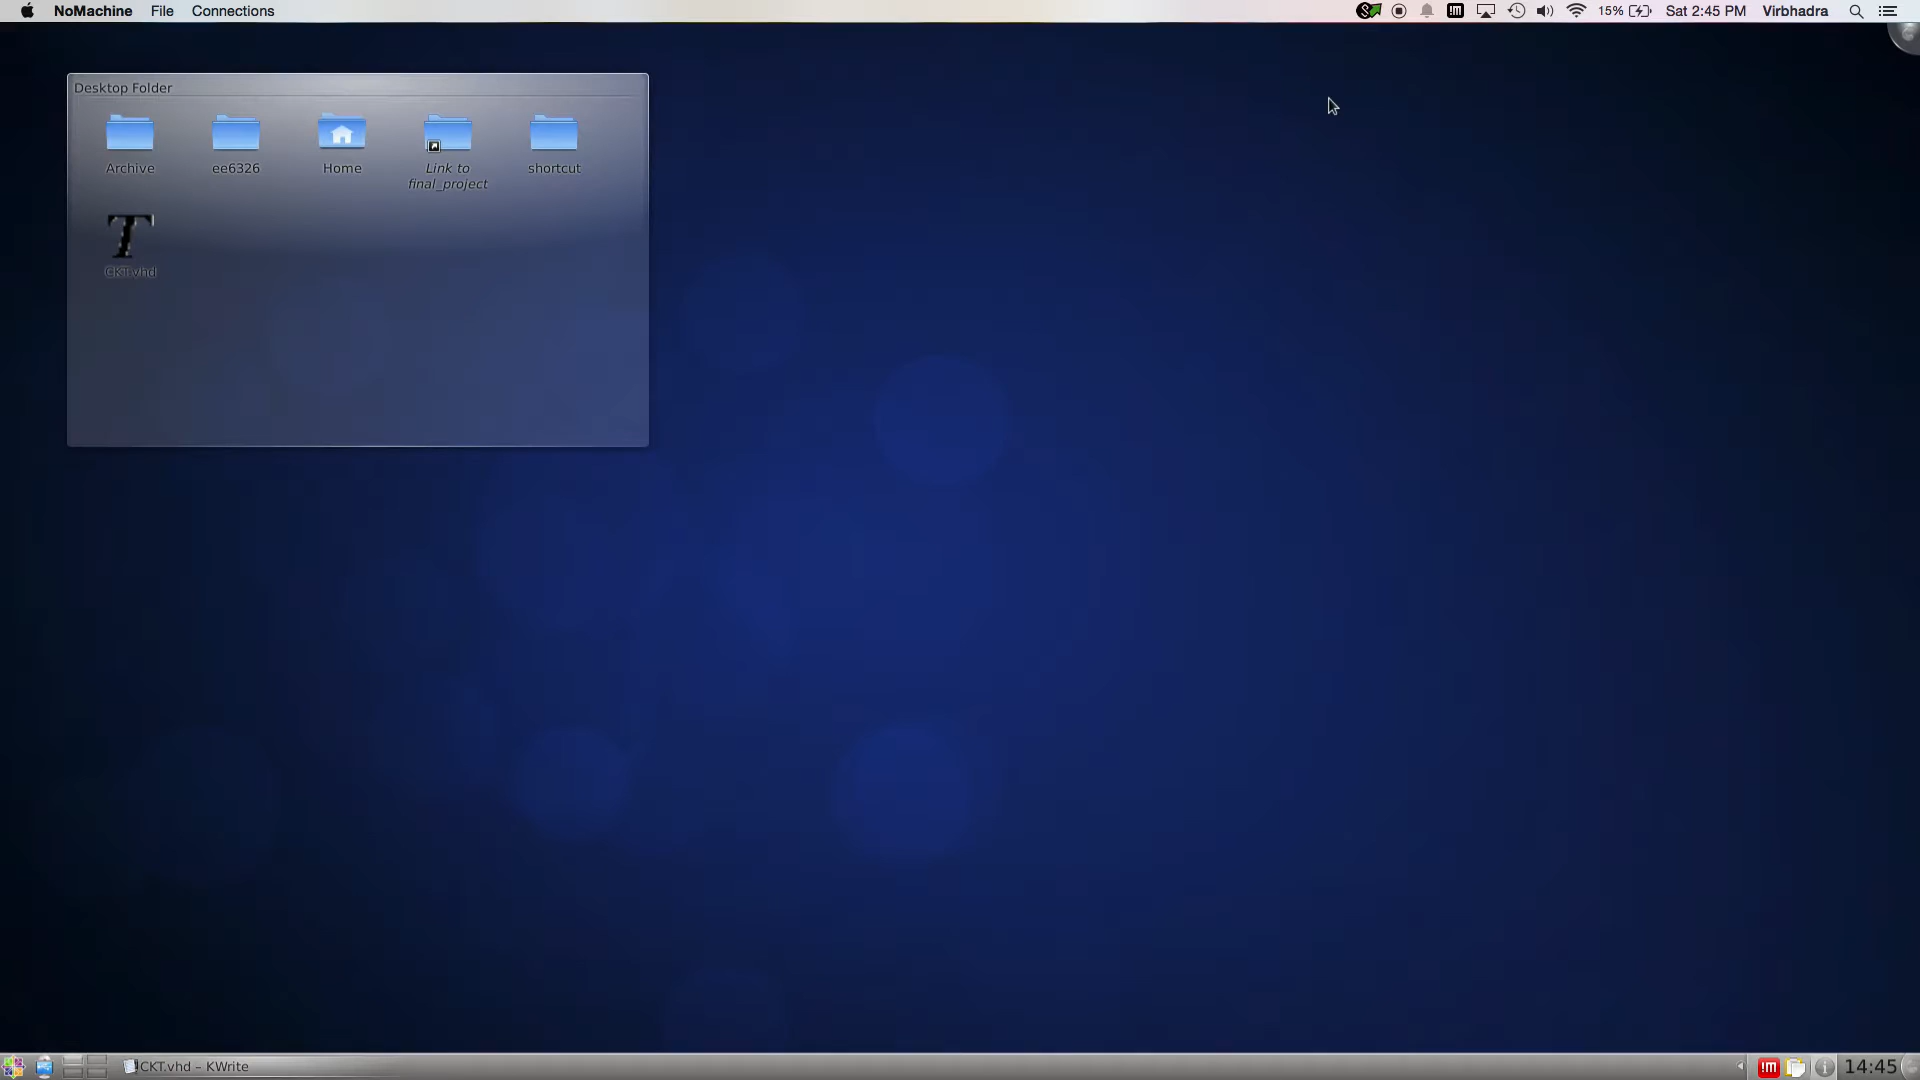 NoMachine File Connections 15% Sat 2:45 PM Virbhadra
Desktop Folder
Archive ee6326 Home Link to final_project shortcut
CKT.vhd
CKT.vhd – KWrite 14:45